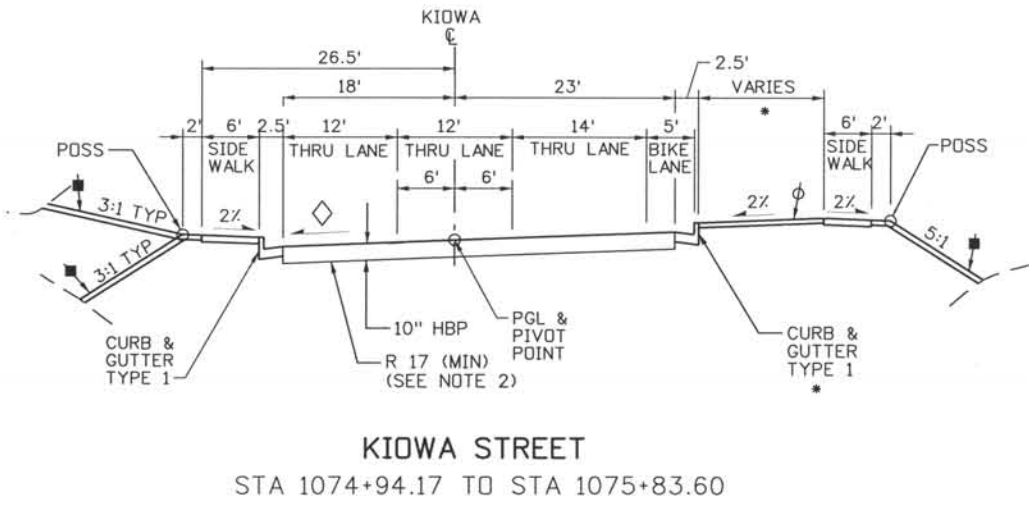 KIOWA
℄
26.5'
2.5'
18'
23'
VARIES
*
2'
6'
2.5'
12'
12'
14'
5'
6'
2'
SIDE
WALK
THRU LANE
THRU LANE
THRU LANE
BIKE
LANE
SIDE
WALK
POSS
POSS
6'
6'
3:1 TYP
2%
2%
2%
5:1
3:1 TYP
CURB &
GUTTER
TYPE 1
10" HBP
R 17 (MIN)
(SEE NOTE 2)
PGL &
PIVOT
POINT
CURB &
GUTTER
TYPE 1
*
KIOWA STREET
STA 1074+94.17 TO STA 1075+83.60